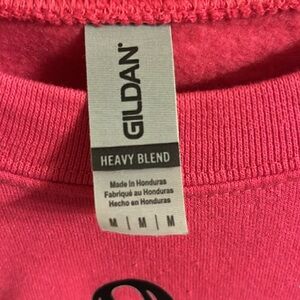 GILDAN
HEAVY BLEND
Made in Honduras
Fabriqué au Honduras
Hecho en Honduras
M | M | M